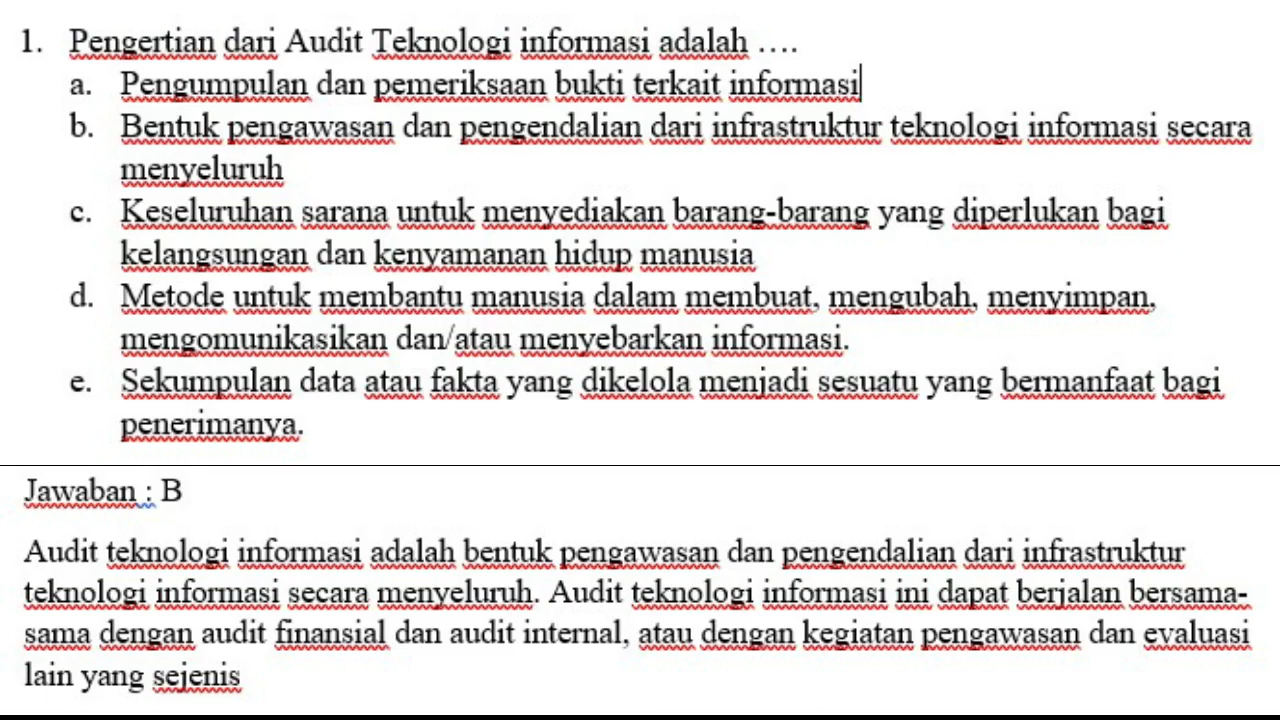 1. Pengertian dari Audit Teknologi informasi adalah ….
a. Pengumpulan dan pemeriksaan bukti terkait informasi
b. Bentuk pengawasan dan pengendalian dari infrastruktur teknologi informasi secara
menyeluruh
c. Keseluruhan sarana untuk menyediakan barang-barang yang diperlukan bagi
kelangsungan dan kenyamanan hidup manusia
d. Metode untuk membantu manusia dalam membuat, mengubah, menyimpan,
mengomunikasikan dan/atau menyebarkan informasi.
e. Sekumpulan data atau fakta yang dikelola menjadi sesuatu yang bermanfaat bagi
penerimanya.
Jawaban : B
Audit teknologi informasi adalah bentuk pengawasan dan pengendalian dari infrastruktur
teknologi informasi secara menyeluruh. Audit teknologi informasi ini dapat berjalan bersama-
sama dengan audit finansial dan audit internal, atau dengan kegiatan pengawasan dan evaluasi
lain yang sejenis